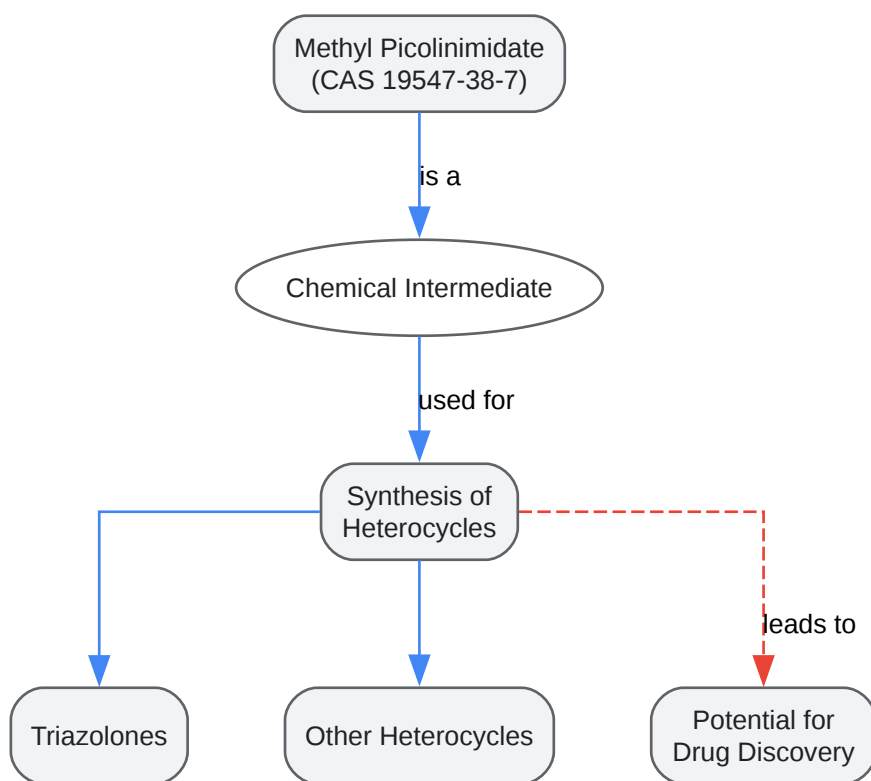 Methyl Picolinimidate
(CAS 19547-38-7)
is a
Chemical Intermediate
used for
Synthesis of
Heterocycles
leads to
Triazolones
Other Heterocycles
Potential for
Drug Discovery